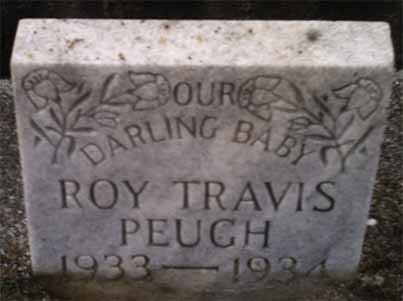 OUR
DARLING BABY
ROY TRAVIS
PEUGH
1933 — 1934